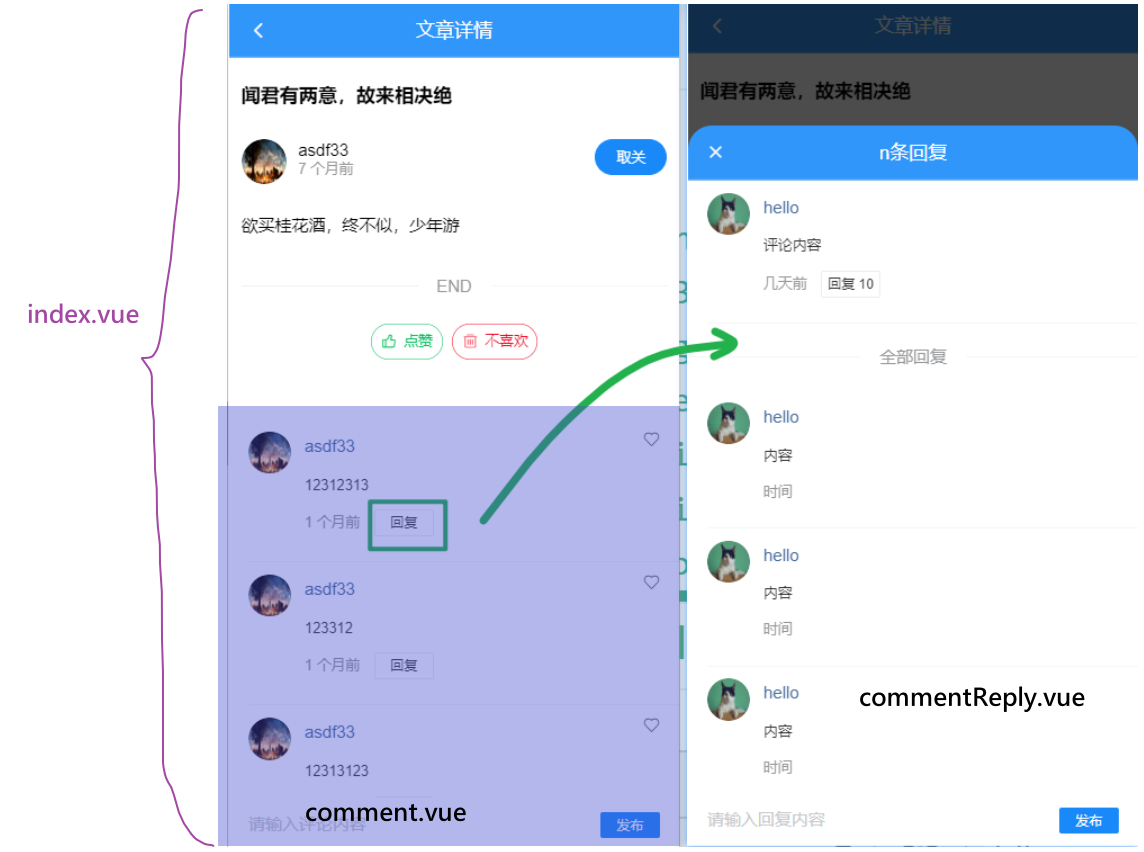 index.vue
文章详情
闻君有两意，故来相决绝
asdf33
7 个月前
取关
欲买桂花酒，终不似，少年游
END
点赞
不喜欢
asdf33
12312313
1 个月前
回复
asdf33
123312
1 个月前
回复
asdf33
12313123
comment.vue
请输入评论内容
发布
文章详情
闻君有两意，故来相决绝
n条回复
hello
评论内容
几天前
回复 10
全部回复
hello
内容
时间
hello
内容
时间
hello
commentReply.vue
内容
时间
请输入回复内容
发布